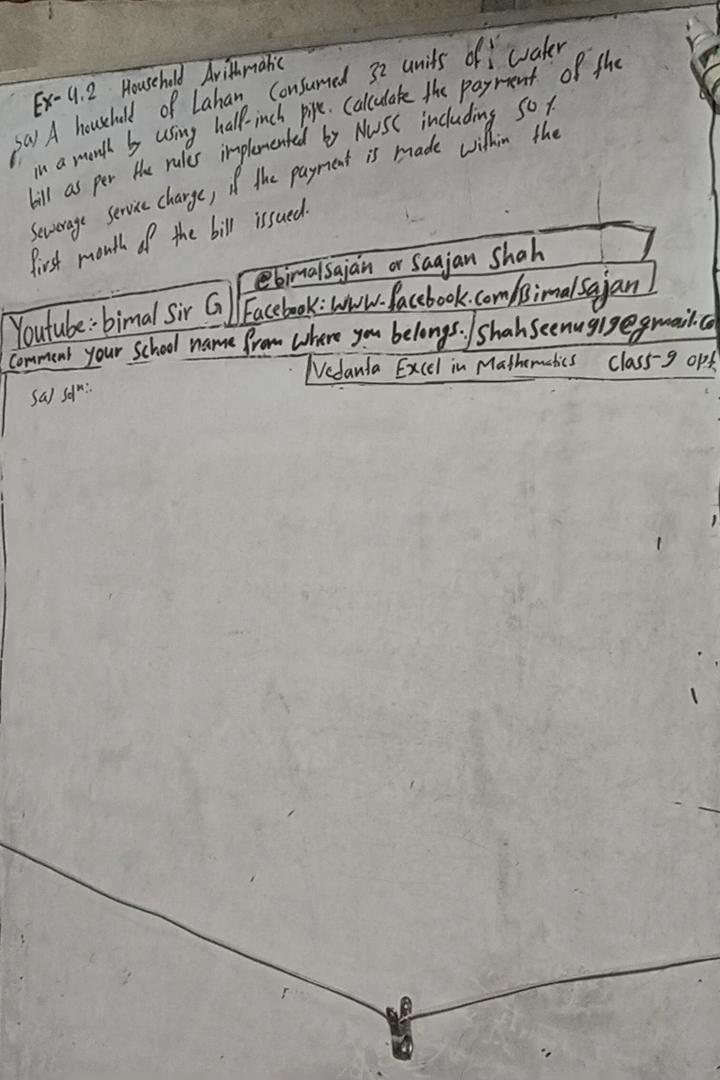 Ex-4.2 Household Arithmatic
5a) A household of Lahan Consumed 32 units of water
in a month by using half-inch pipe. Calculate the payment of the
bill as per the rules implemented by NWSC including 50%
Sewerage service charge, if the payment is made within the
first month of the bill issued.
@bimalsajan or Saajan Shah
Youtube:- bimal Sir G
Facebook: www.facebook.com/Bimalsajan
Comment your School name from where you belongs.
Shahseenu919@gmail.co
Vedanta Excel in Mathematics Class-9 opt
5a) Solⁿ: